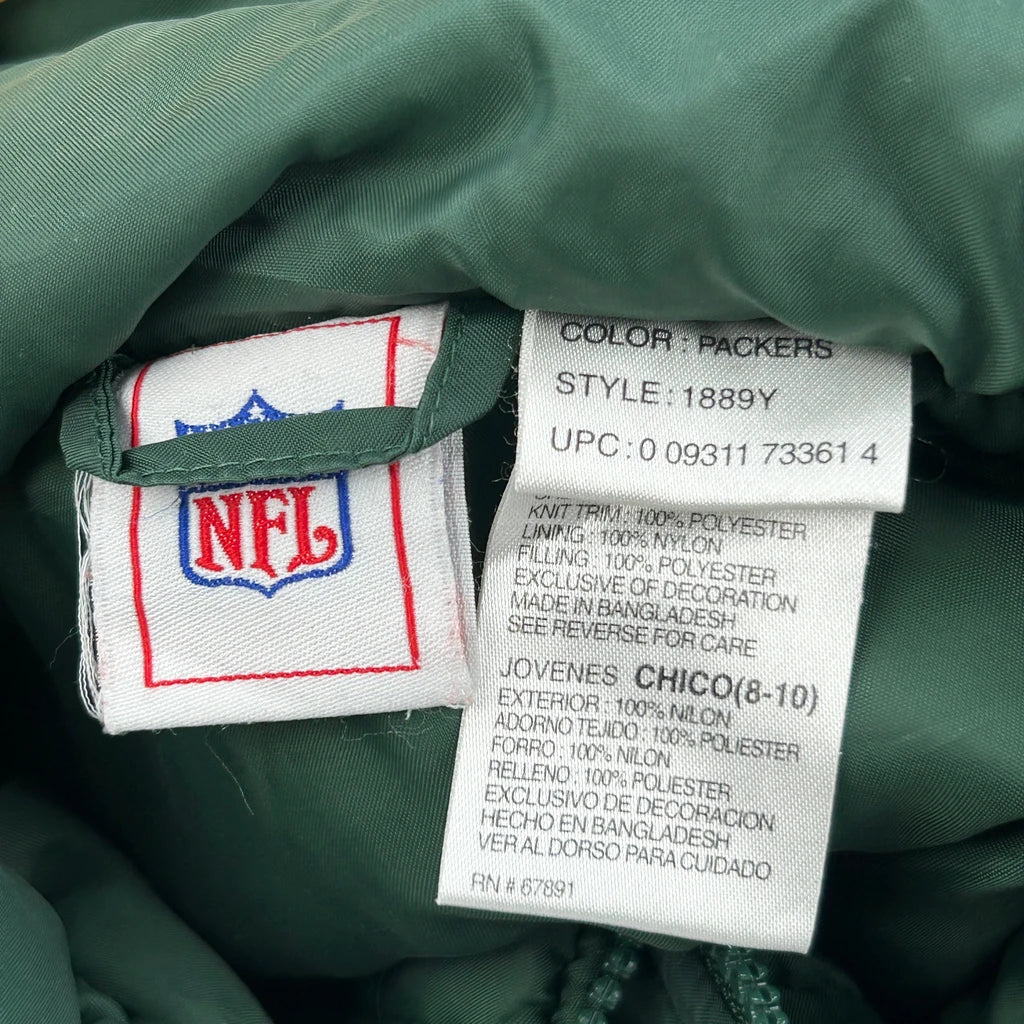 NFL
COLOR : PACKERS
STYLE : 1889Y
UPC : 0 09311 73361 4
KNIT TRIM : 100% POLYESTER
LINING : 100% NYLON
FILLING : 100% POLYESTER
EXCLUSIVE OF DECORATION
MADE IN BANGLADESH
SEE REVERSE FOR CARE
JOVENES CHICO(8-10)
EXTERIOR : 100% NILON
ADORNO TEJIDO : 100% POLIESTER
FORRO : 100% NILON
RELLENO : 100% POLIESTER
EXCLUSIVO DE DECORACION
HECHO EN BANGLADESH
VER AL DORSO PARA CUIDADO
RN # 67891